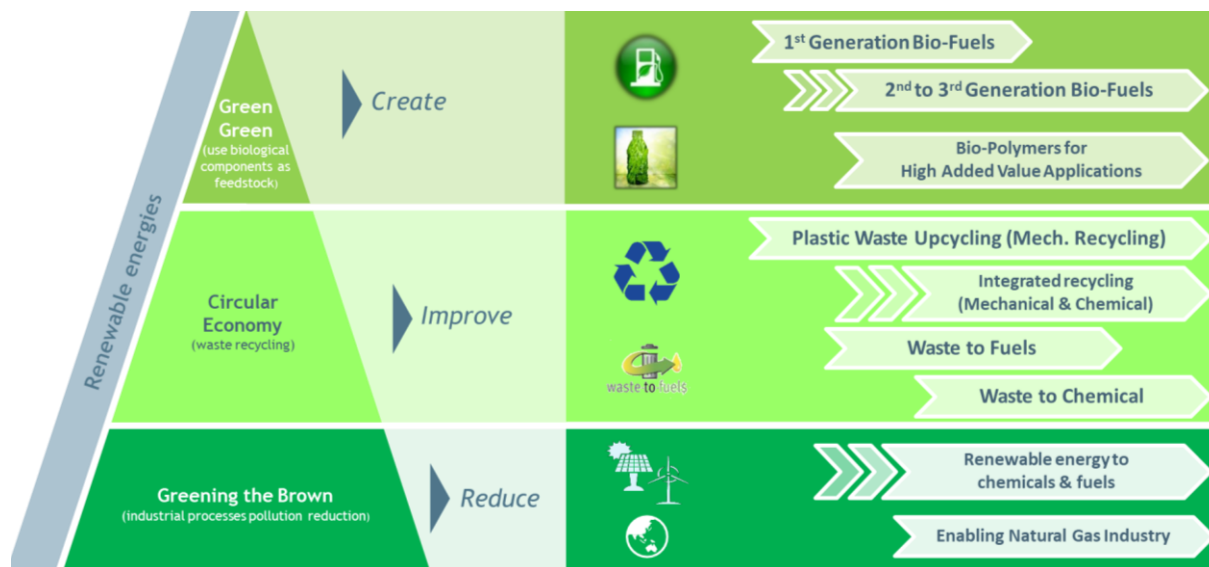 Renewable energies
Green
Green
(use biological
components as
feedstock)
Create
1st Generation Bio-Fuels
2nd to 3rd Generation Bio-Fuels
Bio-Polymers for
High Added Value Applications
Circular
Economy
(waste recycling)
Improve
waste to fuels
Plastic Waste Upcycling (Mech. Recycling)
Integrated recycling
(Mechanical & Chemical)
Waste to Fuels
Waste to Chemical
Greening the Brown
(industrial processes pollution reduction)
Reduce
Renewable energy to
chemicals & fuels
Enabling Natural Gas Industry